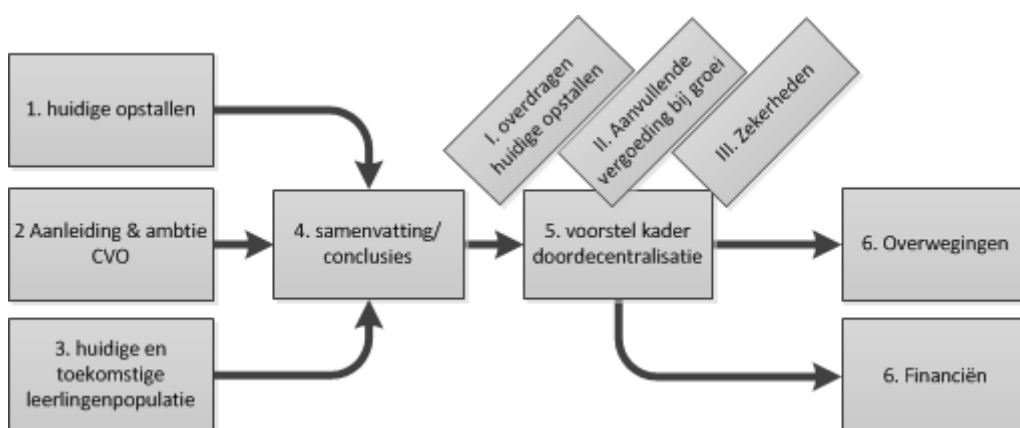 1. huidige opstallen
2 Aanleiding & ambtie
CVO
3. huidige en
toekomstige
leerlingenpopulatie
4. samenvatting/
conclusies
I. overdragen
huidige opstallen
II. Aanvullende
vergoeding bij groei
III. Zekerheden
5. voorstel kader
doordecentralisatie
6. Overwegingen
6. Financiën